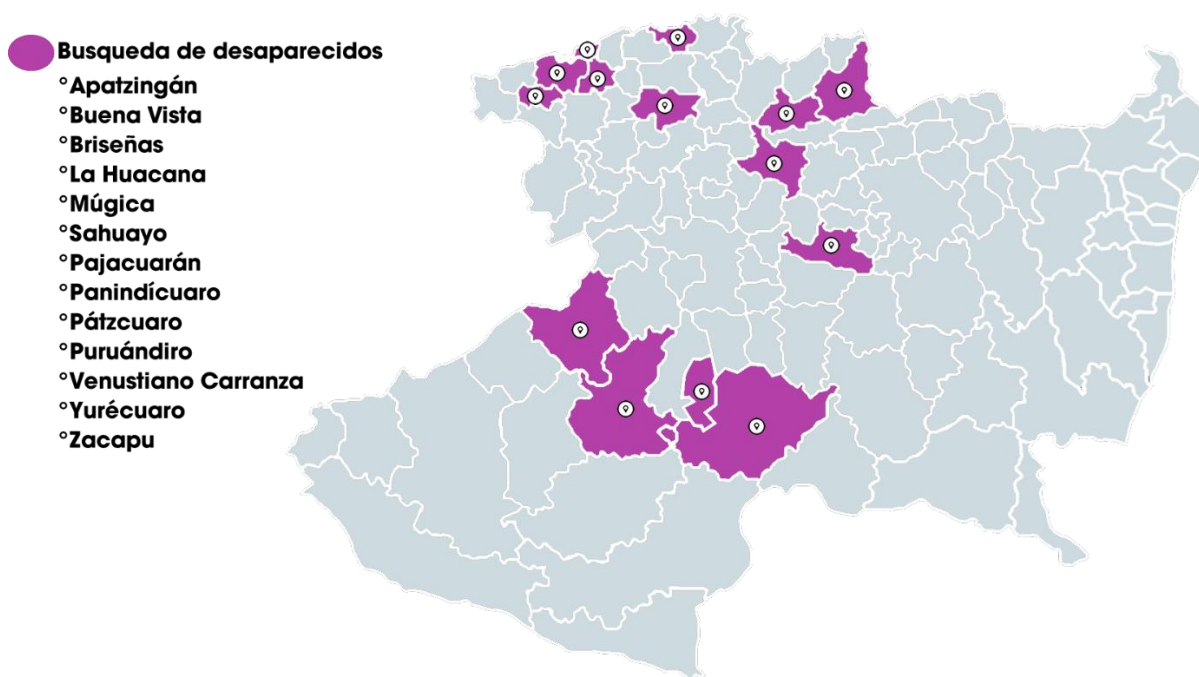 Busqueda de desaparecidos
°Apatzingán
°Buena Vista
°Briseñas
°La Huacana
°Múgica
°Sahuayo
°Pajacuarán
°Panindícuaro
°Pátzcuaro
°Puruándiro
°Venustiano Carranza
°Yurécuaro
°Zacapu